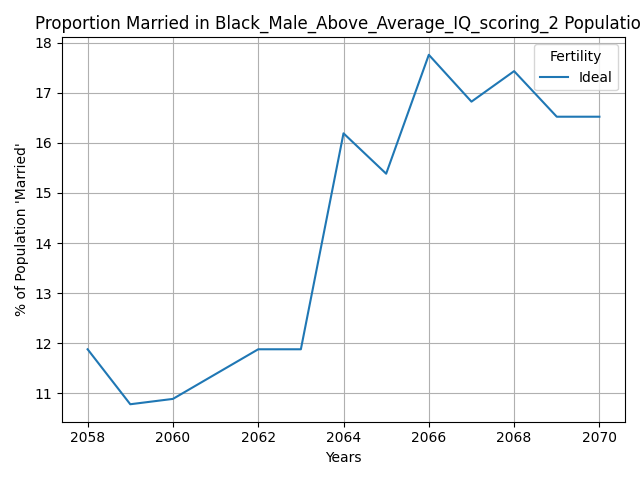 Proportion Married in Black_Male_Above_Average_IQ_scoring_2 Populatio
Fertility
Ideal
% of Population 'Married'
18
17
16
15
14
13
12
11
2058 2060 2062 2064 2066 2068 2070
Years